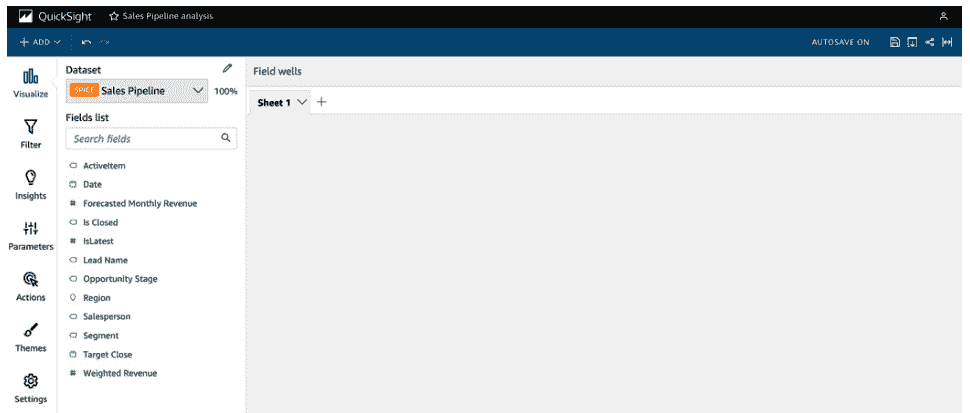 QuickSight Sales Pipeline analysis
ADD AUTOSAVE ON
Visualize
Filter
Insights
Parameters
Actions
Themes
Settings
Dataset
SPICE Sales Pipeline 100%
Fields list
Search fields
ActiveItem
Date
Forecasted Monthly Revenue
Is Closed
IsLatest
Lead Name
Opportunity Stage
Region
Salesperson
Segment
Target Close
Weighted Revenue
Field wells
Sheet 1